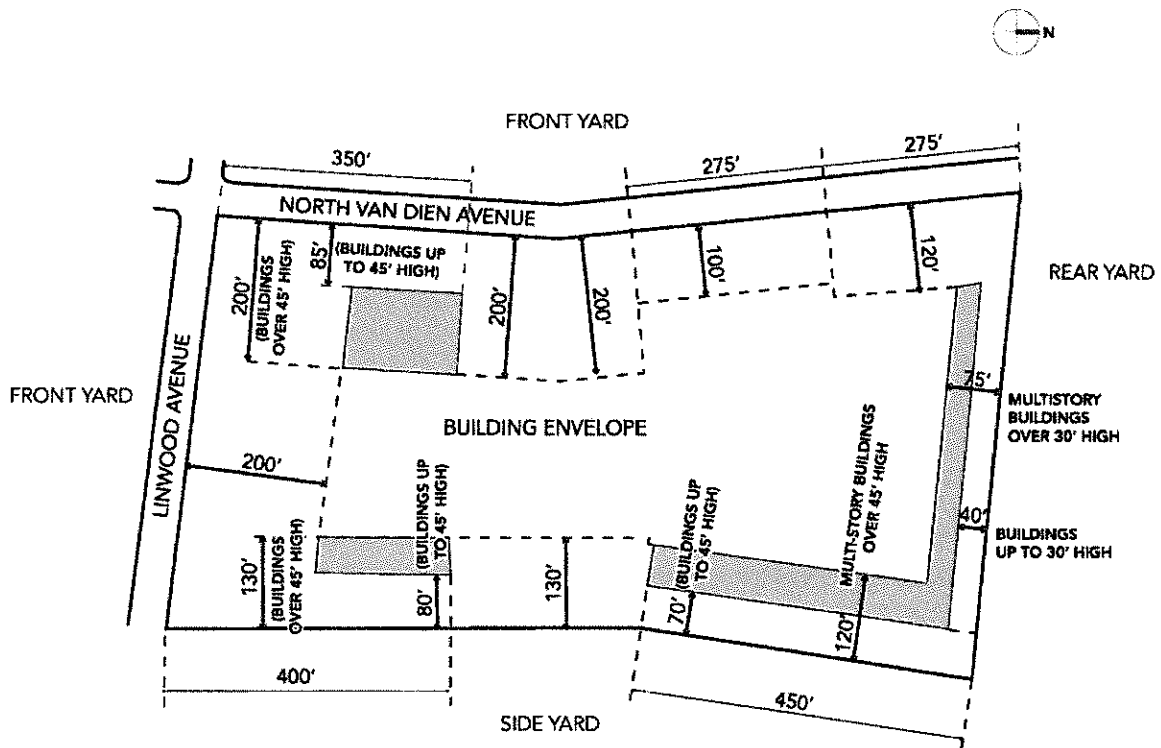 N
FRONT YARD
350'
275'
275'
NORTH VAN DIEN AVENUE
85'
(BUILDINGS UP
TO 45' HIGH)
200'
(BUILDINGS
OVER 45' HIGH)
200'
200'
100'
120'
REAR YARD
FRONT YARD
LINWOOD AVENUE
BUILDING ENVELOPE
75'
MULTISTORY
BUILDINGS
OVER 30' HIGH
200'
40'
BUILDINGS
UP TO 30' HIGH
130'
(BUILDINGS
OVER 45' HIGH)
80'
(BUILDINGS UP
TO 45' HIGH)
130'
70'
(BUILDINGS UP
TO 45' HIGH)
120'
MULTI-STORY BUILDINGS
OVER 45' HIGH
400'
450'
SIDE YARD